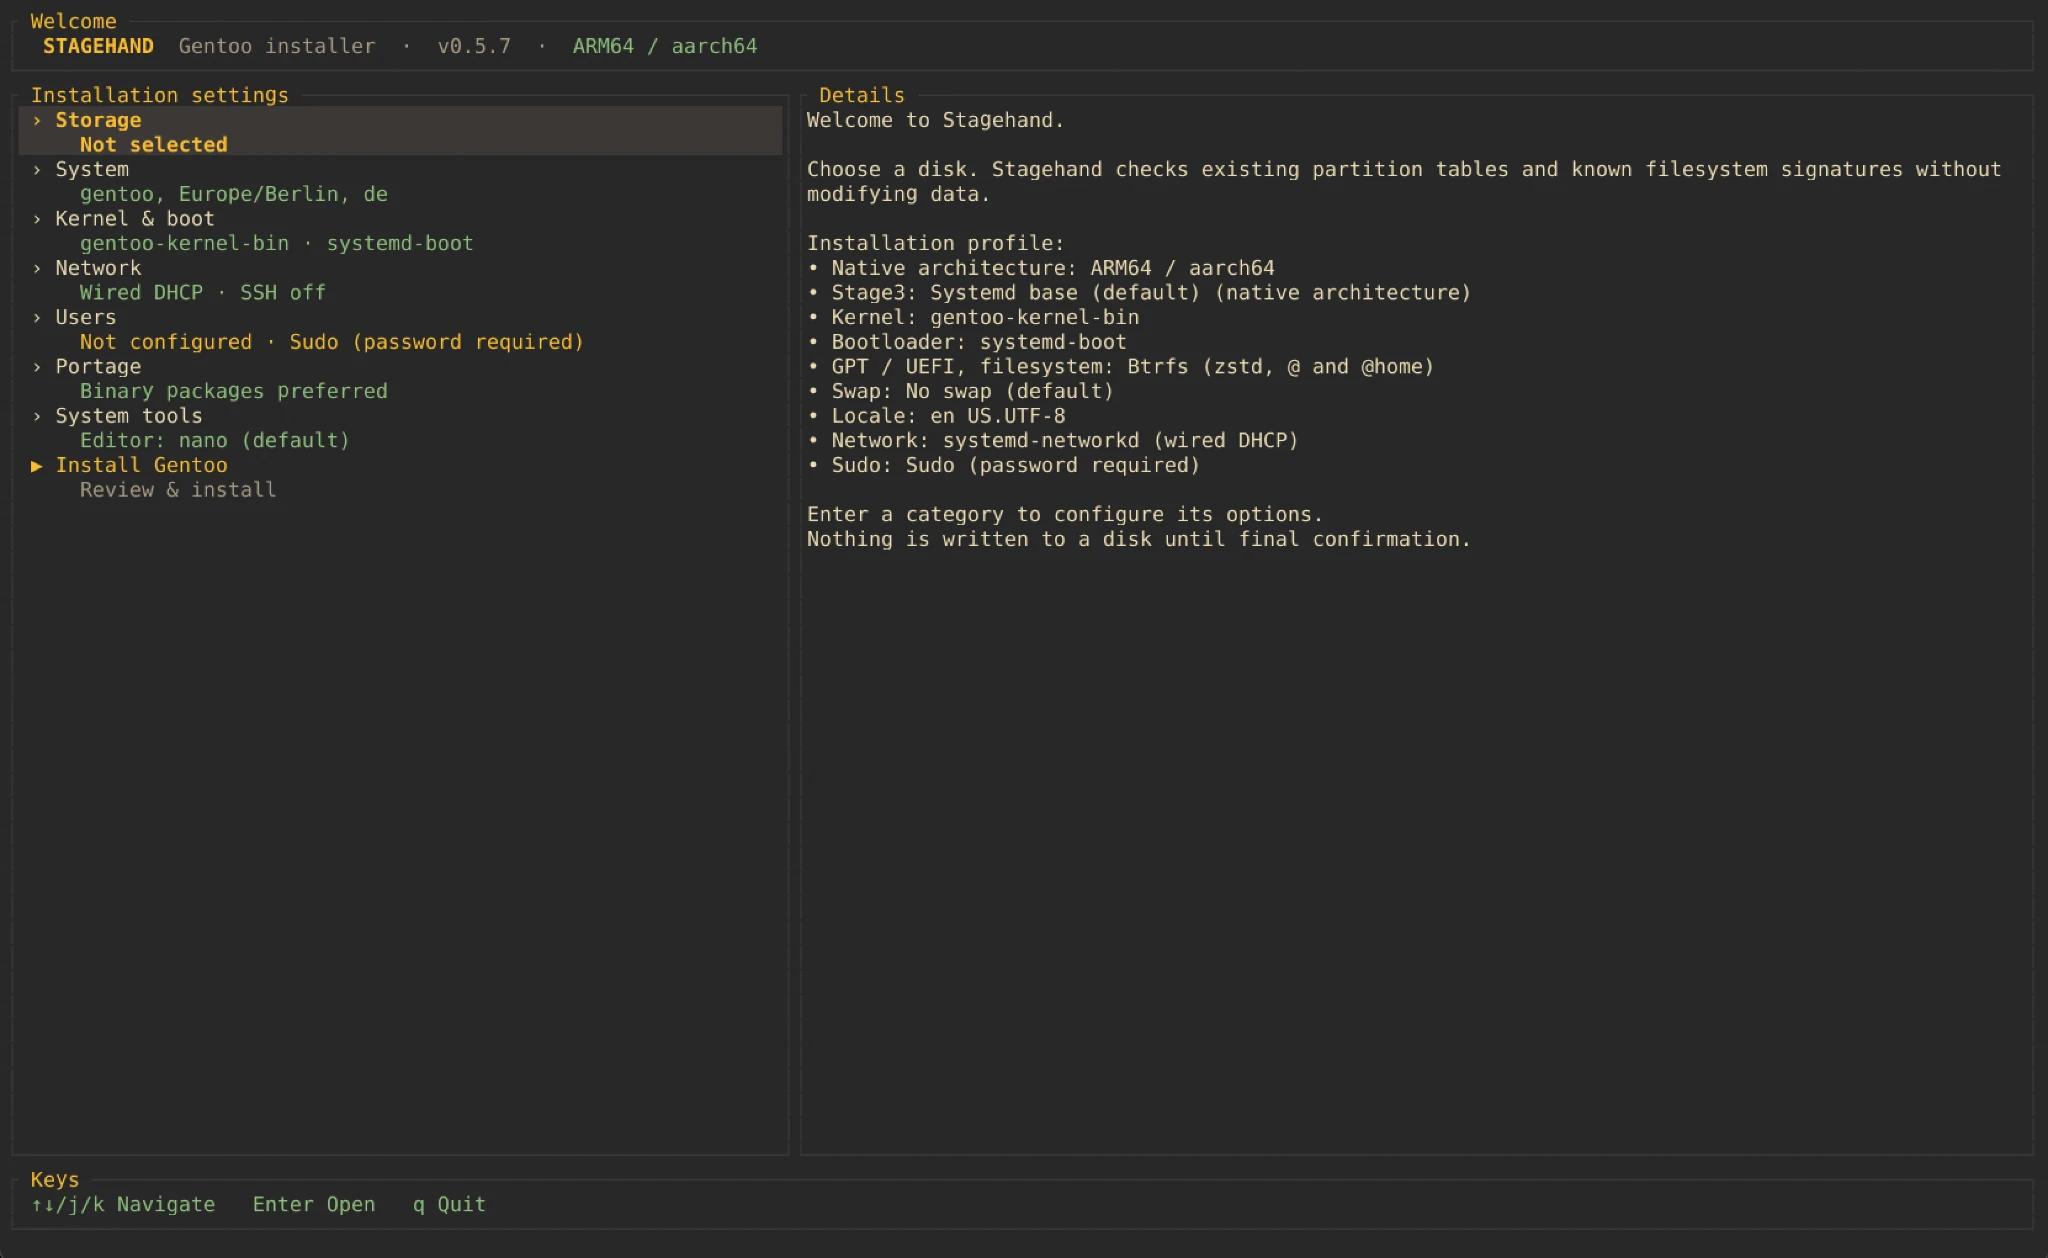 Welcome
STAGEHAND Gentoo installer · v0.5.7 · ARM64 / aarch64
Installation settings
› Storage
Not selected
› System
gentoo, Europe/Berlin, de
› Kernel & boot
gentoo-kernel-bin · systemd-boot
› Network
Wired DHCP · SSH off
› Users
Not configured · Sudo (password required)
› Portage
Binary packages preferred
› System tools
Editor: nano (default)
▶ Install Gentoo
Review & install
Details
Welcome to Stagehand.
Choose a disk. Stagehand checks existing partition tables and known filesystem signatures without
modifying data.
Installation profile:
• Native architecture: ARM64 / aarch64
• Stage3: Systemd base (default) (native architecture)
• Kernel: gentoo-kernel-bin
• Bootloader: systemd-boot
• GPT / UEFI, filesystem: Btrfs (zstd, @ and @home)
• Swap: No swap (default)
• Locale: en US.UTF-8
• Network: systemd-networkd (wired DHCP)
• Sudo: Sudo (password required)
Enter a category to configure its options.
Nothing is written to a disk until final confirmation.
Keys
↑↓/j/k Navigate Enter Open q Quit